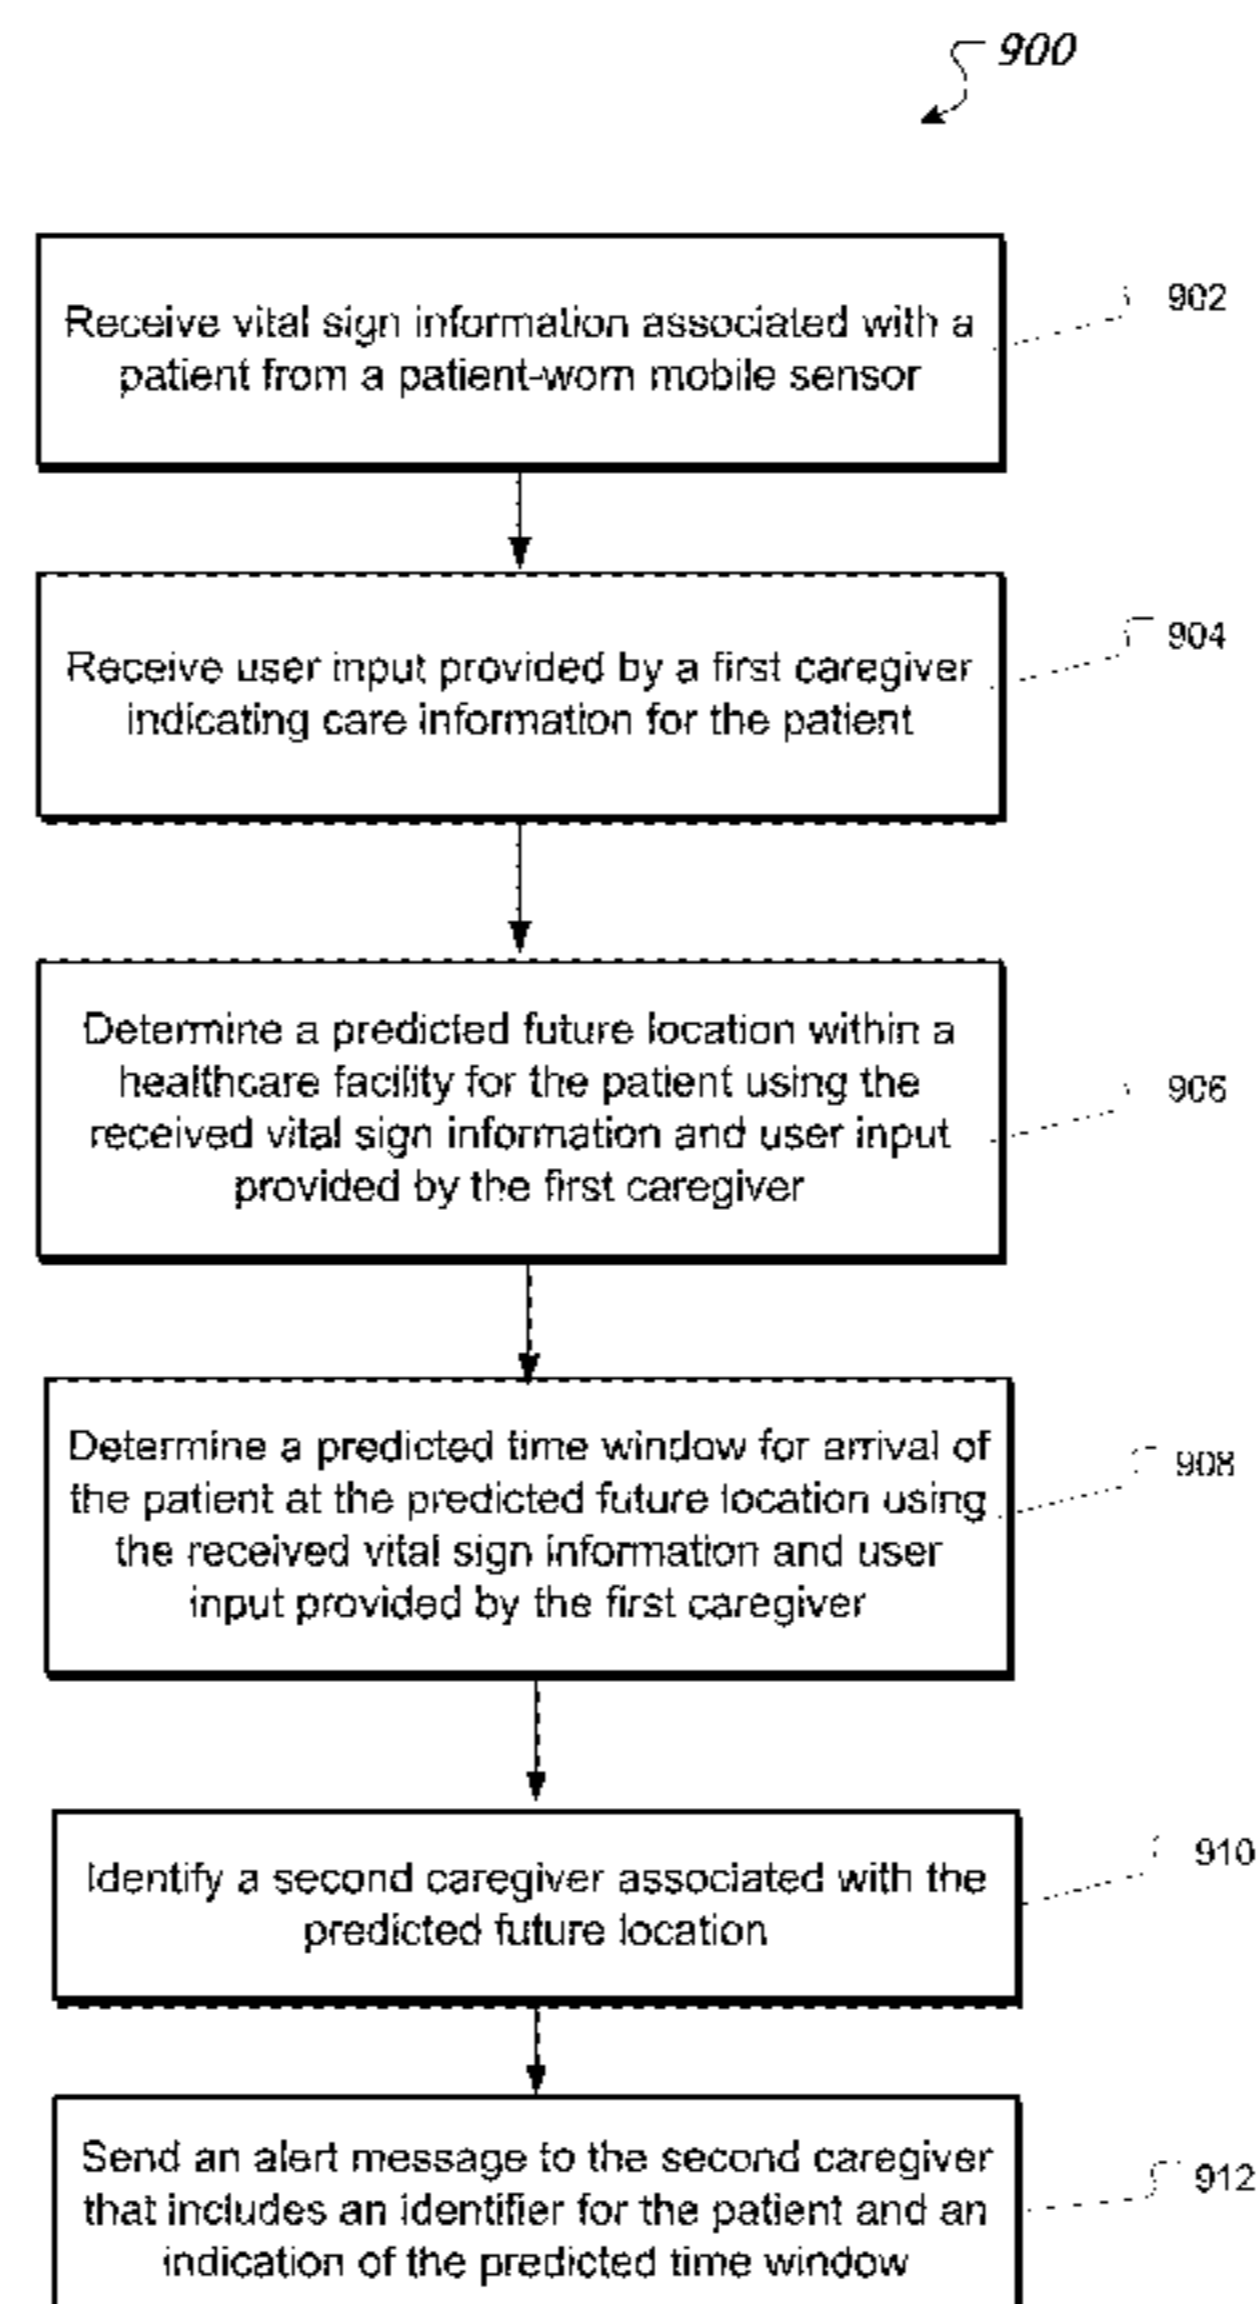 900
Receive vital sign information associated with a
patient from a patient-worn mobile sensor
902
Receive user input provided by a first caregiver
indicating care information for the patient
904
Determine a predicted future location within a
healthcare facility for the patient using the
received vital sign information and user input
provided by the first caregiver
906
Determine a predicted time window for arrival of
the patient at the predicted future location using
the received vital sign information and user
input provided by the first caregiver
908
Identify a second caregiver associated with the
predicted future location
910
Send an alert message to the second caregiver
that includes an identifier for the patient and an
indication of the predicted time window
912